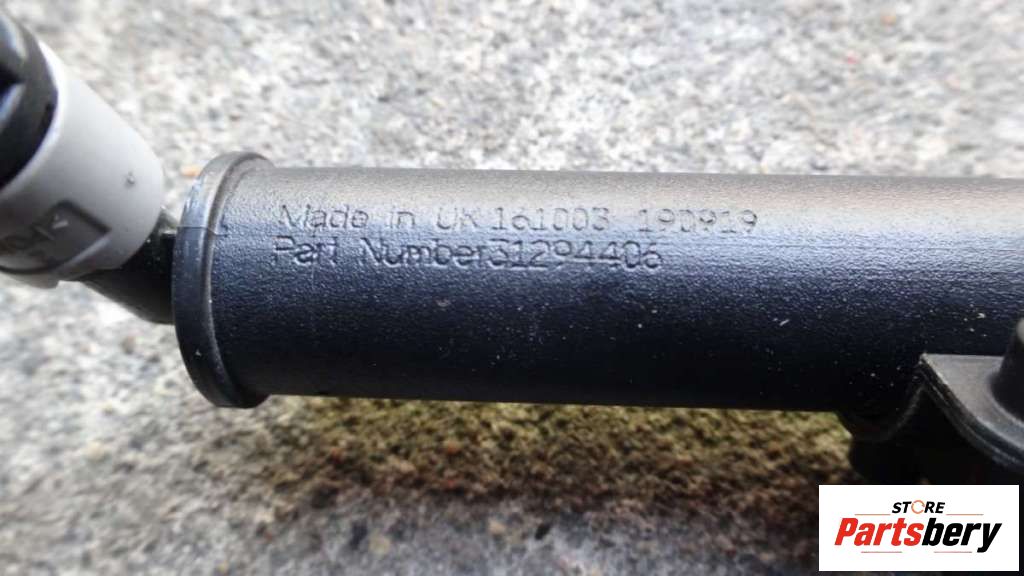 Made in UK 161003 190919
Part Number31294406
STORE
Partsbery